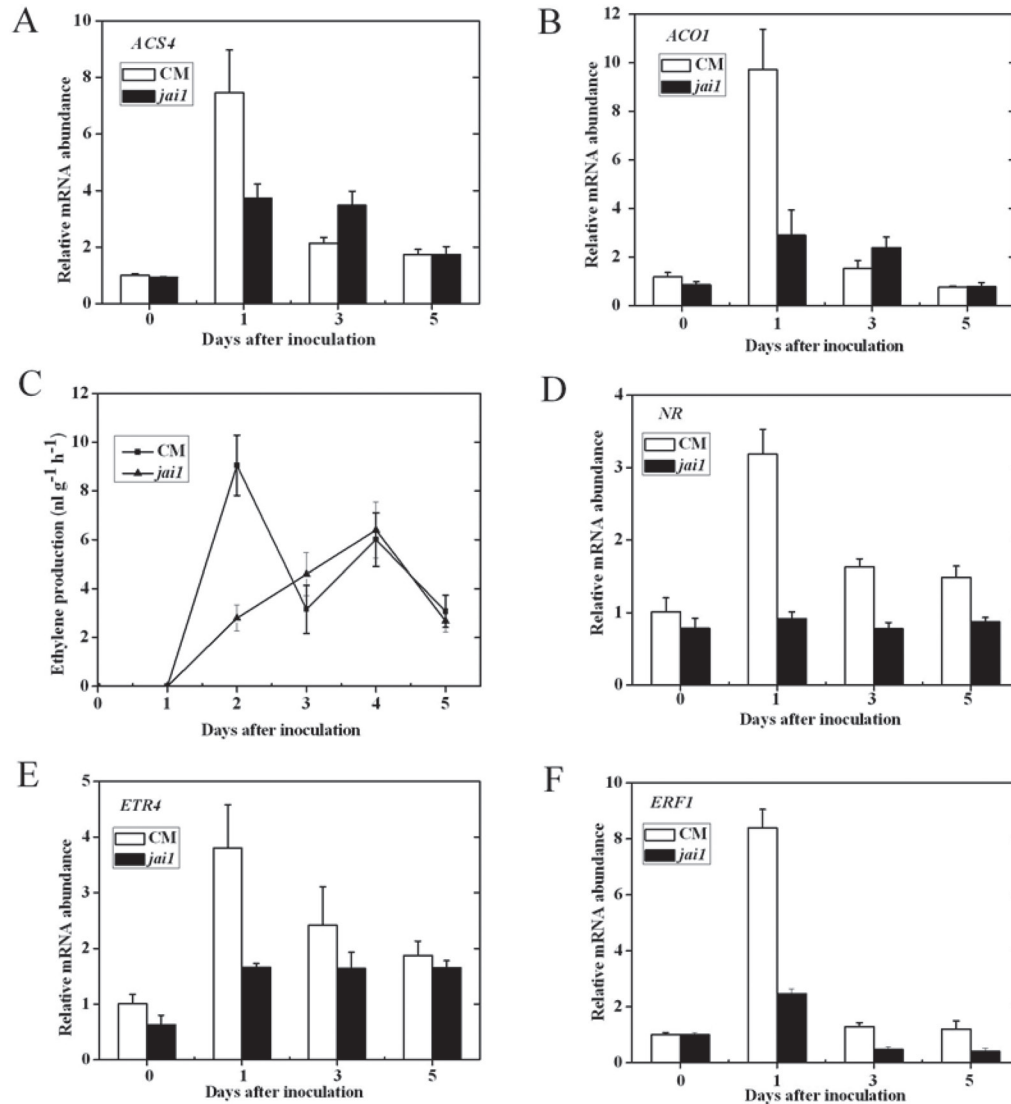 A
ACS4
CM
jai1
Relative mRNA abundance
10
8
6
4
2
0
0 1 3 5
Days after inoculation
B
ACO1
CM
jai1
Relative mRNA abundance
12
10
8
6
4
2
0
0 1 3 5
Days after inoculation
C
CM
jai1
Ethylene production (nl g⁻¹ h⁻¹)
12
10
8
6
4
2
0
0 1 2 3 4 5
Days after inoculation
D
NR
CM
jai1
Relative mRNA abundance
4
3
2
1
0
0 1 3 5
Days after inoculation
E
ETR4
CM
jai1
Relative mRNA abundance
5
4
3
2
1
0
0 1 3 5
Days after inoculation
F
ERF1
CM
jai1
Relative mRNA abundance
10
8
6
4
2
0
0 1 3 5
Days after inoculation